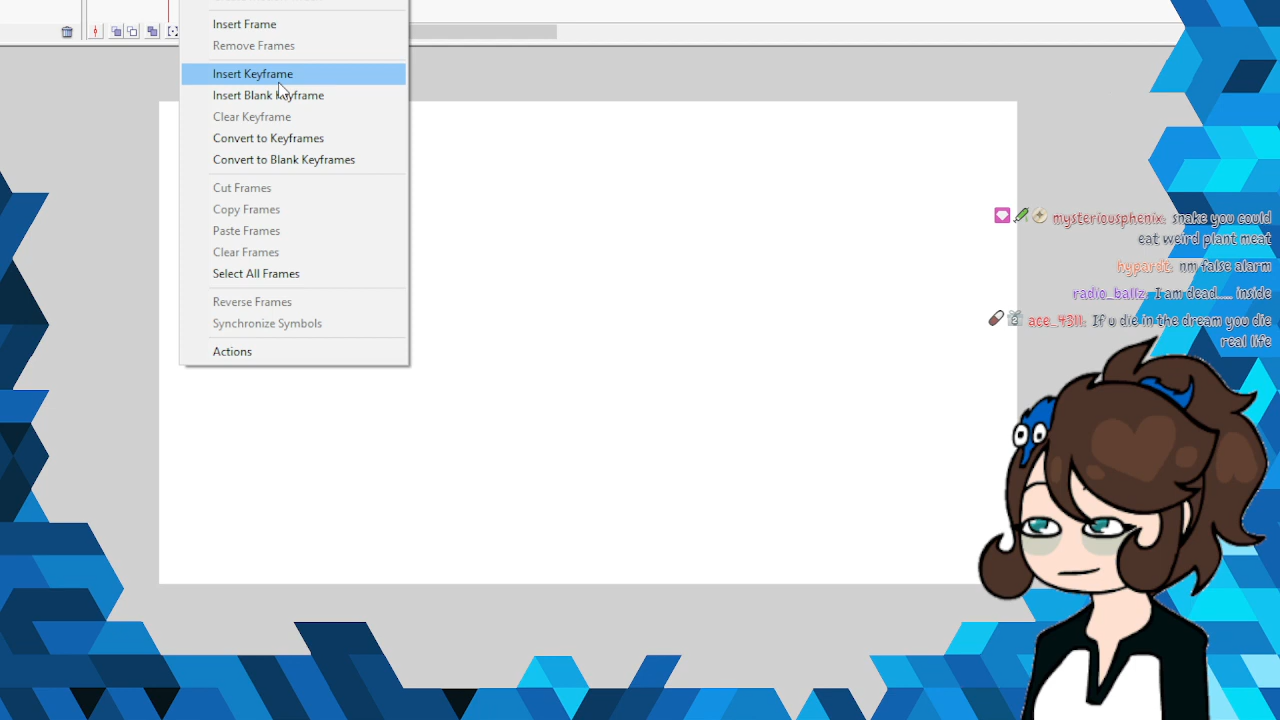 Insert Frame
Remove Frames
Insert Keyframe
Insert Blank Keyframe
Clear Keyframe
Convert to Keyframes
Convert to Blank Keyframes
Cut Frames
Copy Frames
Paste Frames
Clear Frames
Select All Frames
Reverse Frames
Synchronize Symbols
Actions
mysteriousphenix: snake you could
eat weird plant meat
hypardz: nm false alarm
radio_ballz: I am dead.... inside
ace_4311: If u die in the dream you die
real life